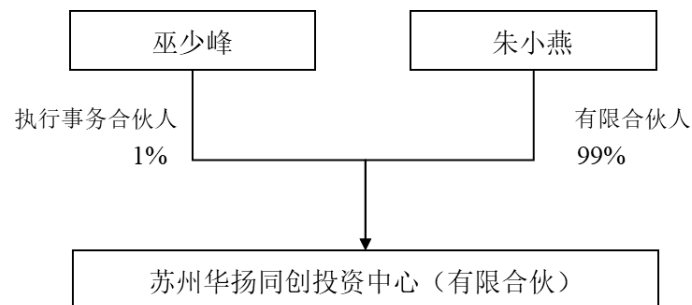 巫少峰
朱小燕
执行事务合伙人
1%
有限合伙人
99%
苏州华扬同创投资中心（有限合伙）